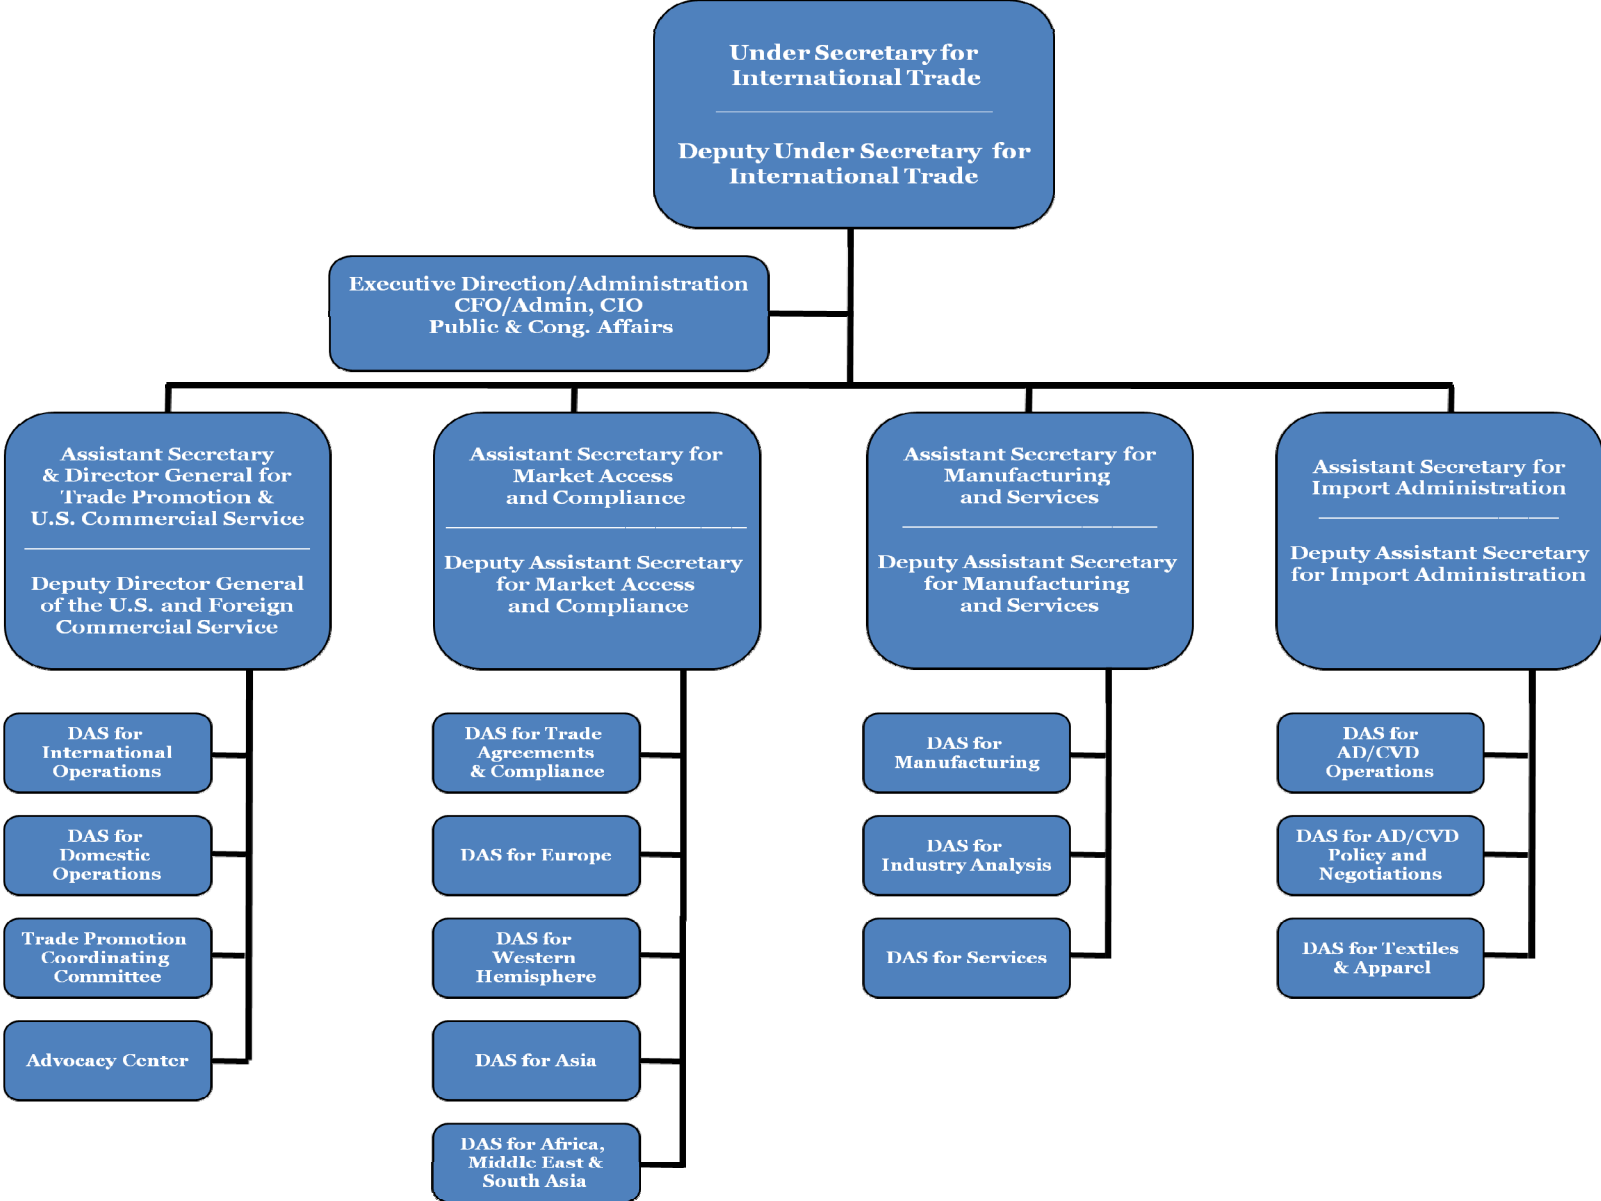 Under Secretary for
International Trade
Deputy Under Secretary for
International Trade
Executive Direction/Administration
CFO/Admin, CIO
Public & Cong. Affairs
Assistant Secretary
& Director General for
Trade Promotion &
U.S. Commercial Service
Deputy Director General
of the U.S. and Foreign
Commercial Service
Assistant Secretary for
Market Access
and Compliance
Deputy Assistant Secretary
for Market Access
and Compliance
Assistant Secretary for
Manufacturing
and Services
Deputy Assistant Secretary
for Manufacturing
and Services
Assistant Secretary for
Import Administration
Deputy Assistant Secretary
for Import Administration
DAS for
International
Operations
DAS for
Domestic
Operations
Trade Promotion
Coordinating
Committee
Advocacy Center
DAS for Trade
Agreements
& Compliance
DAS for Europe
DAS for
Western
Hemisphere
DAS for Asia
DAS for Africa,
Middle East &
South Asia
DAS for
Manufacturing
DAS for
Industry Analysis
DAS for Services
DAS for
AD/CVD
Operations
DAS for AD/CVD
Policy and
Negotiations
DAS for Textiles
& Apparel